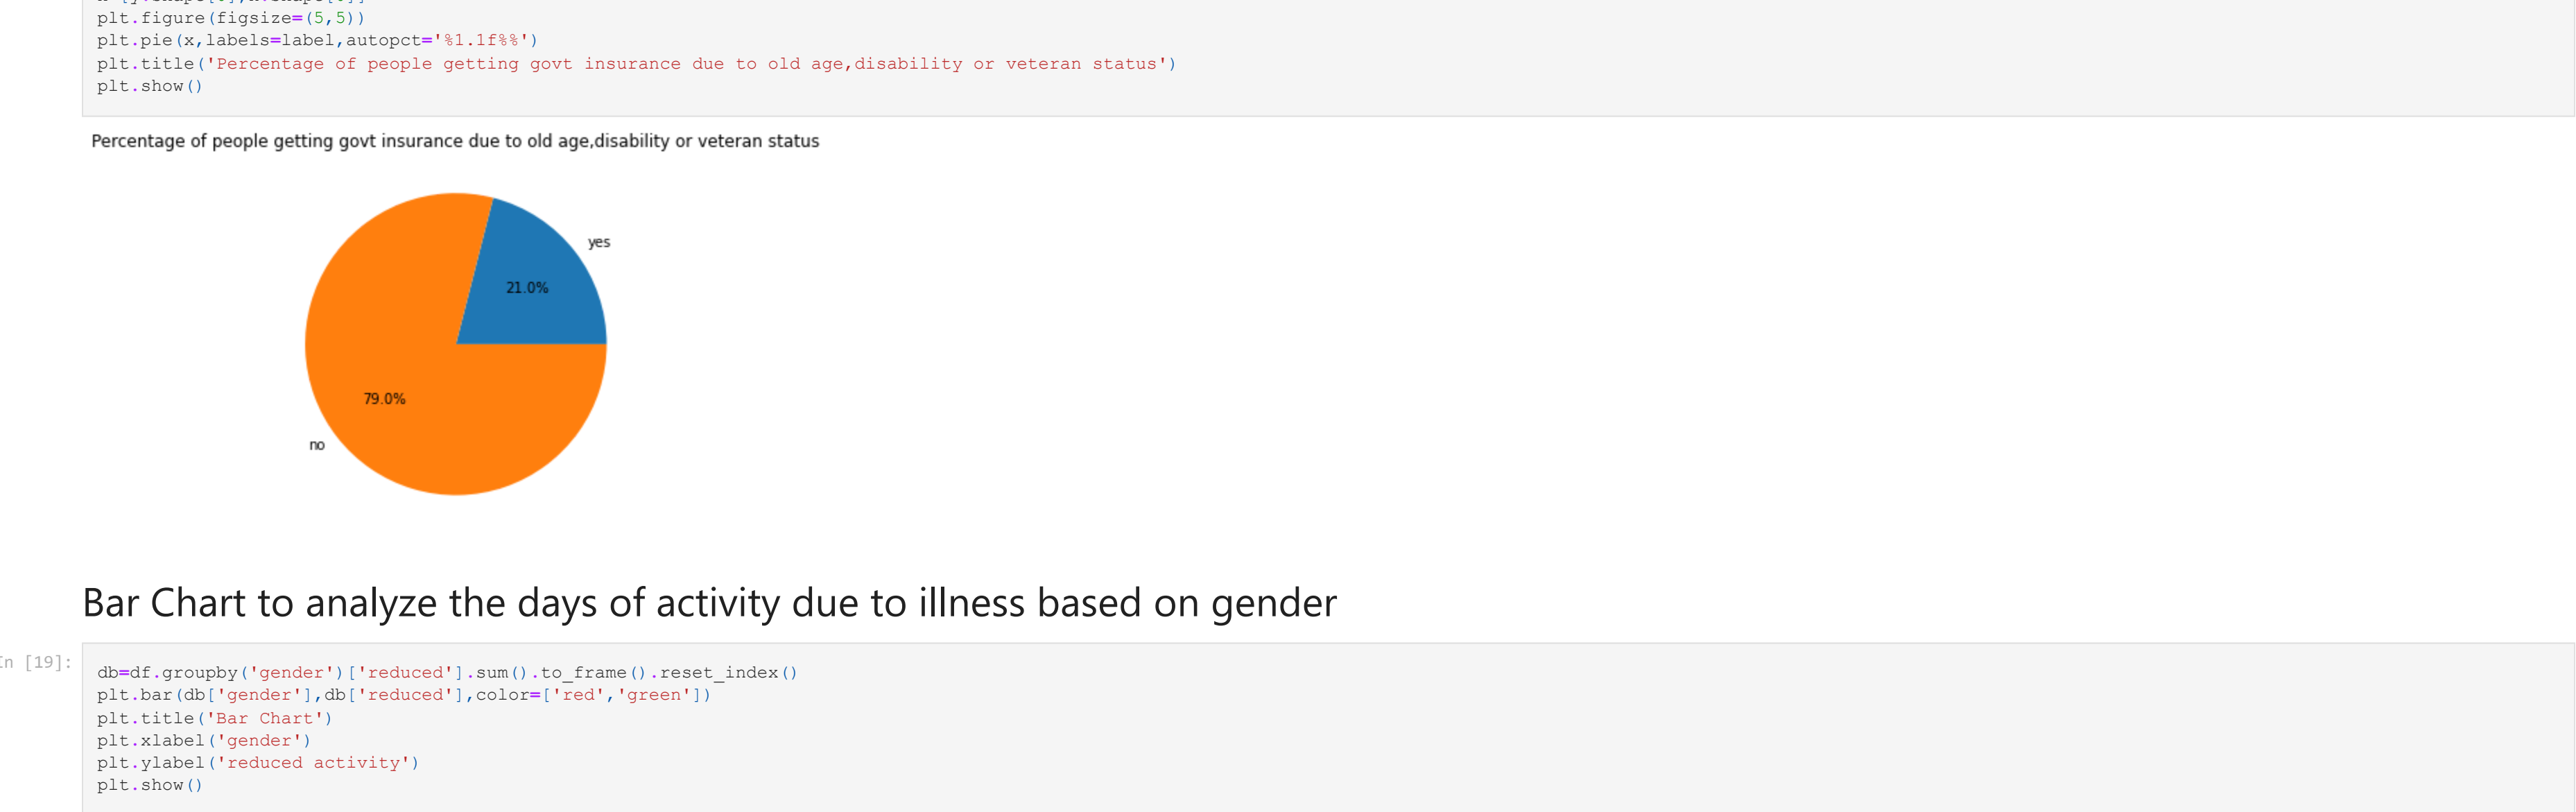 plt.figure(figsize=(5,5))
plt.pie(x,labels=label,autopct='%1.1f%%')
plt.title('Percentage of people getting govt insurance due to old age,disability or veteran status')
plt.show()
Percentage of people getting govt insurance due to old age,disability or veteran status
yes
21.0%
79.0%
no
Bar Chart to analyze the days of activity due to illness based on gender
In [19]:
db=df.groupby('gender')['reduced'].sum().to_frame().reset_index()
plt.bar(db['gender'],db['reduced'],color=['red','green'])
plt.title('Bar Chart')
plt.xlabel('gender')
plt.ylabel('reduced activity')
plt.show()